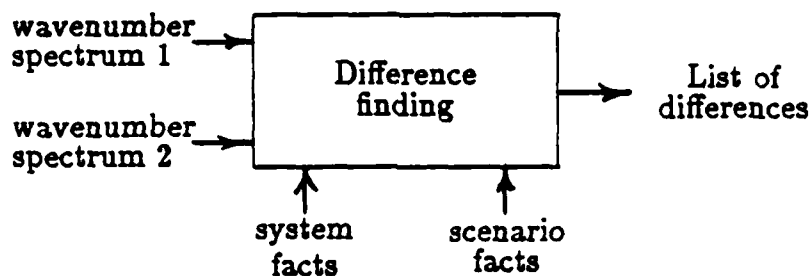 wavenumber
spectrum 1
wavenumber
spectrum 2
Difference
finding
List of
differences
system
facts
scenario
facts